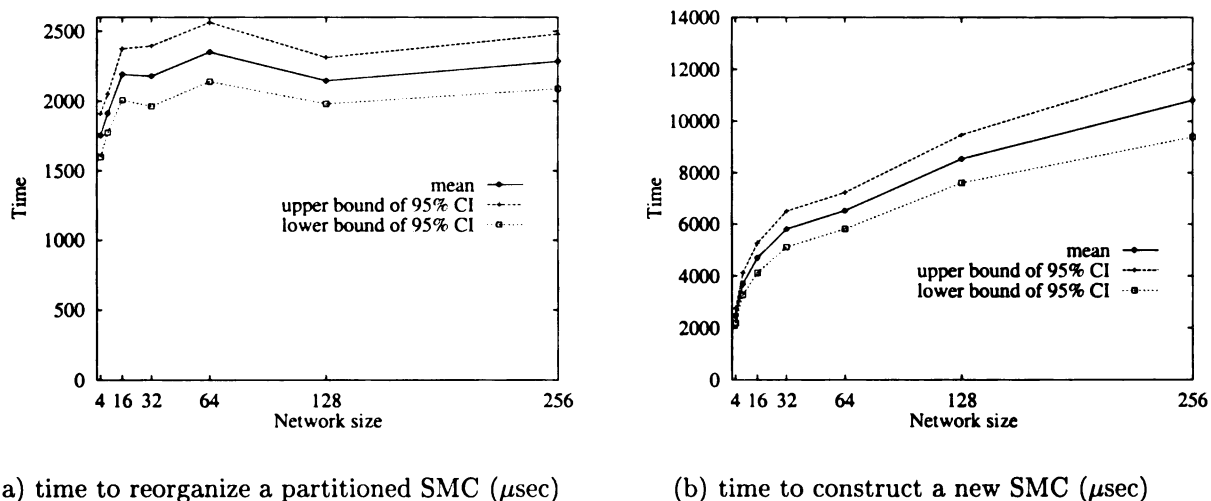 2500
2000
1500
1000
500
0
Time
mean
upper bound of 95% CI
lower bound of 95% CI
4 16 32 64 128 256
Network size
a) time to reorganize a partitioned SMC (μsec)
14000
12000
10000
8000
6000
4000
2000
0
Time
mean
upper bound of 95% CI
lower bound of 95% CI
4 16 32 64 128 256
Network size
(b) time to construct a new SMC (μsec)